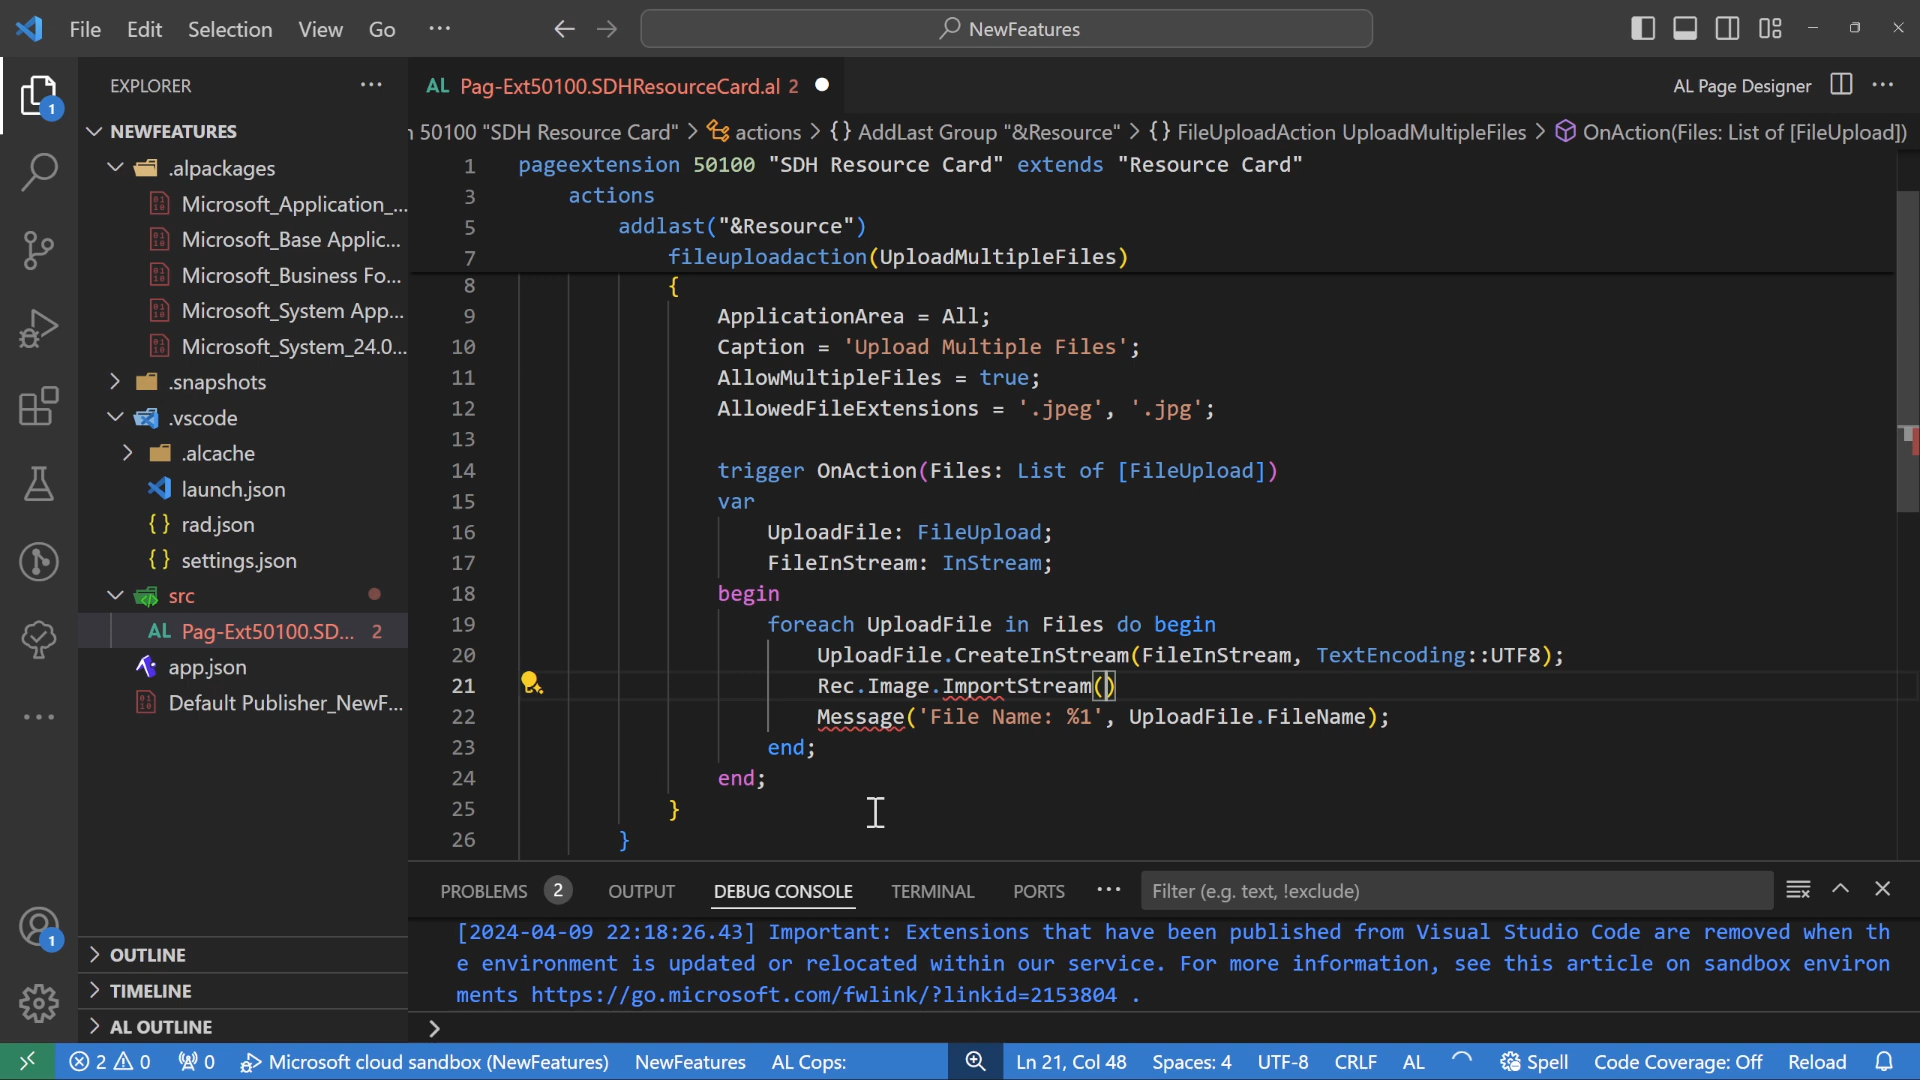 File Edit Selection View Go ··· NewFeatures
EXPLORER ···
AL Pag-Ext50100.SDHResourceCard.al 2
AL Page Designer ···
50100 "SDH Resource Card" > actions > {} AddLast Group "&Resource" > {} FileUploadAction UploadMultipleFiles > OnAction(Files: List of [FileUpload])
NEWFEATURES
.alpackages
Microsoft_Application_...
Microsoft_Base Applic...
Microsoft_Business Fo...
Microsoft_System App...
Microsoft_System_24.0...
.snapshots
.vscode
.alcache
launch.json
{} rad.json
{} settings.json
src
AL Pag-Ext50100.SD... 2
app.json
Default Publisher_NewF...
OUTLINE
TIMELINE
AL OUTLINE
1 pageextension 50100 "SDH Resource Card" extends "Resource Card"
3 actions
5 addlast("&Resource")
7 fileuploadaction(UploadMultipleFiles)
8 {
9 ApplicationArea = All;
10 Caption = 'Upload Multiple Files';
11 AllowMultipleFiles = true;
12 AllowedFileExtensions = '.jpeg', '.jpg';
13
14 trigger OnAction(Files: List of [FileUpload])
15 var
16 UploadFile: FileUpload;
17 FileInStream: InStream;
18 begin
19 foreach UploadFile in Files do begin
20 UploadFile.CreateInStream(FileInStream, TextEncoding::UTF8);
21 Rec.Image.ImportStream()
22 Message('File Name: %1', UploadFile.FileName);
23 end;
24 end;
25 }
26 }
PROBLEMS 2 OUTPUT DEBUG CONSOLE TERMINAL PORTS ··· Filter (e.g. text, !exclude)
[2024-04-09 22:18:26.43] Important: Extensions that have been published from Visual Studio Code are removed when th
e environment is updated or relocated within our service. For more information, see this article on sandbox environ
ments https://go.microsoft.com/fwlink/?linkid=2153804 .
>
1
1
2 0 0 Microsoft cloud sandbox (NewFeatures) NewFeatures AL Cops: Ln 21, Col 48 Spaces: 4 UTF-8 CRLF AL Spell Code Coverage: Off Reload